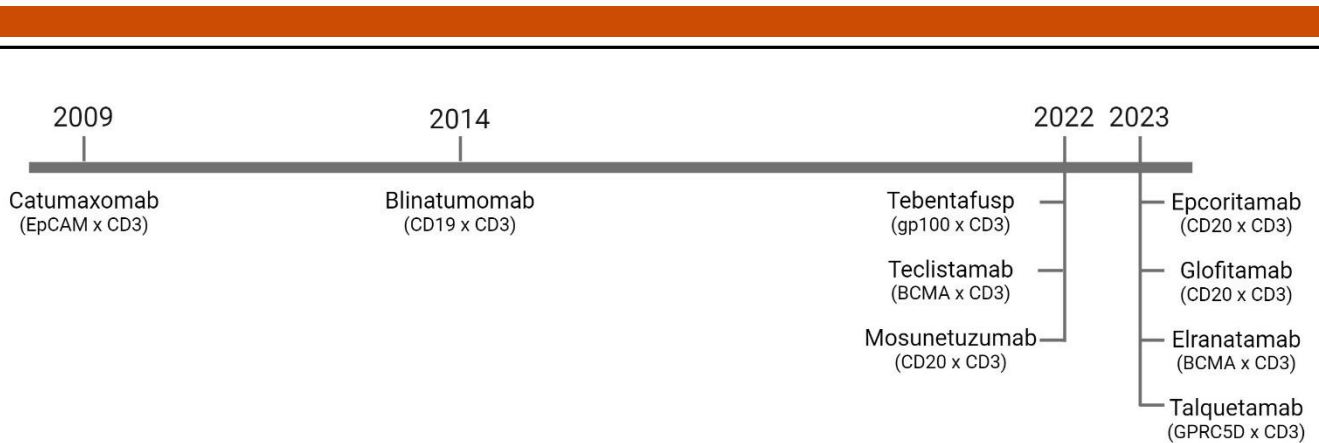 2009
2014
2022
2023
Catumaxomab
(EpCAM x CD3)
Blinatumomab
(CD19 x CD3)
Tebentafusp
(gp100 x CD3)
Teclistamab
(BCMA x CD3)
Mosunetuzumab
(CD20 x CD3)
Epcoritamab
(CD20 x CD3)
Glofitamab
(CD20 x CD3)
Elranatamab
(BCMA x CD3)
Talquetamab
(GPRC5D x CD3)